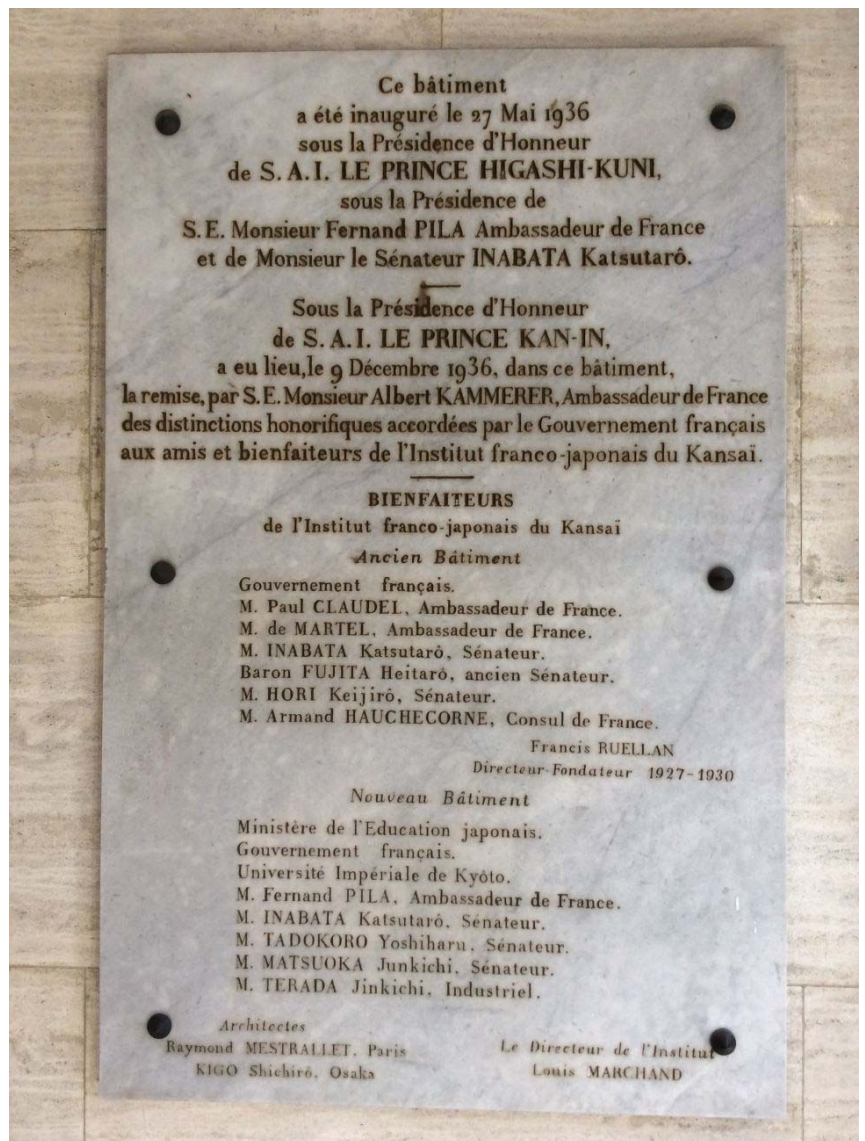 Ce bâtiment
a été inauguré le 27 Mai 1936
sous la Présidence d'Honneur
de S.A.I. LE PRINCE HIGASHI-KUNI,
sous la Présidence de
S.E. Monsieur Fernand PILA Ambassadeur de France
et de Monsieur le Sénateur INABATA Katsutarô.
Sous la Présidence d'Honneur
de S.A.I. LE PRINCE KAN-IN,
a eu lieu,le 9 Décembre 1936, dans ce bâtiment,
la remise, par S.E. Monsieur Albert KAMMERER, Ambassadeur de France
des distinctions honorifiques accordées par le Gouvernement français
aux amis et bienfaiteurs de l'Institut franco-japonais du Kansaï.
BIENFAITEURS
de l'Institut franco-japonais du Kansaï
Ancien Bâtiment
Gouvernement français.
M. Paul CLAUDEL, Ambassadeur de France.
M. de MARTEL, Ambassadeur de France.
M. INABATA Katsutarô, Sénateur.
Baron FUJITA Heitarô, ancien Sénateur.
M. HORI Keijirô, Sénateur.
M. Armand HAUCHECORNE, Consul de France.
Francis RUELLAN
Directeur-Fondateur 1927-1930
Nouveau Bâtiment
Ministère de l'Education japonais.
Gouvernement français.
Université Impériale de Kyôto.
M. Fernand PILA, Ambassadeur de France.
M. INABATA Katsutarô, Sénateur.
M. TADOKORO Yoshiharu, Sénateur.
M. MATSUOKA Junkichi, Sénateur.
M. TERADA Jinkichi, Industriel.
Architectes
Raymond MESTRALLET, Paris
KIGO Shichirô, Osaka
Le Directeur de l'Institut
Louis MARCHAND